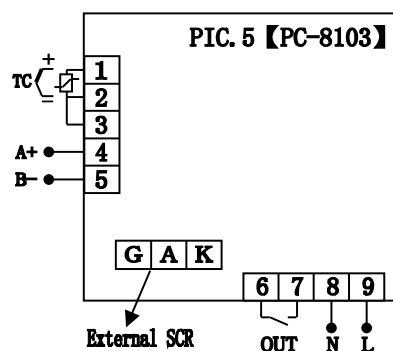 PIC.5【PC-8103】
TC
+
−
1
2
3
A+
4
B−
5
G A K
6 7 8 9
External SCR
OUT N L